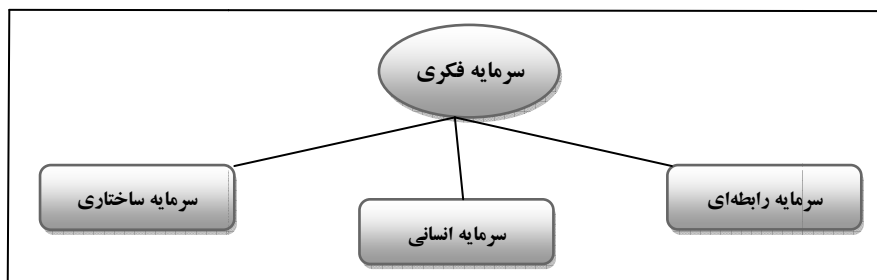 سرمایه فکری
سرمایه رابطه‌ای
سرمایه انسانی
سرمایه ساختاری